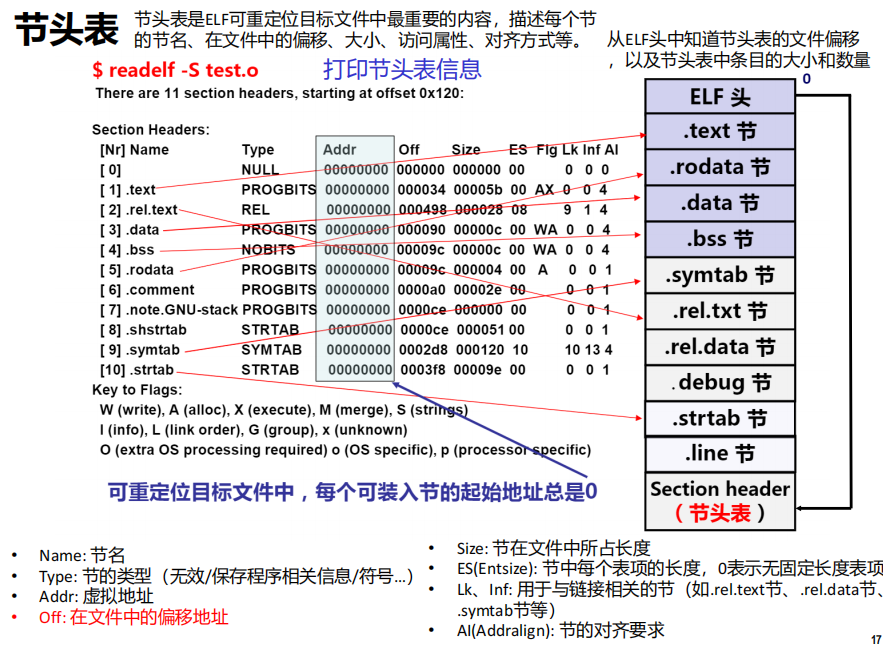 节头表
节头表是ELF可重定位目标文件中最重要的内容，描述每个节
的节名、在文件中的偏移、大小、访问属性、对齐方式等。
从ELF头中知道节头表的文件偏移
，以及节头表中条目的大小和数量
$ readelf -S test.o
打印节头表信息
There are 11 section headers, starting at offset 0x120:
Section Headers:
[Nr] Name Type Addr Off Size ES Flg Lk Inf Al
[ 0] NULL 00000000 000000 000000 00 0 0 0
[ 1] .text PROGBITS 00000000 000034 00005b 00 AX 0 0 4
[ 2] .rel.text REL 00000000 000498 000028 08 9 1 4
[ 3] .data PROGBITS 00000000 000090 00000c 00 WA 0 0 4
[ 4] .bss NOBITS 00000000 00009c 00000c 00 WA 0 0 4
[ 5] .rodata PROGBITS 00000000 00009c 000004 00 A 0 0 1
[ 6] .comment PROGBITS 00000000 0000a0 00002e 00 0 0 1
[ 7] .note.GNU-stack PROGBITS 00000000 0000ce 000000 00 0 0 1
[ 8] .shstrtab STRTAB 00000000 0000ce 000051 00 0 0 1
[ 9] .symtab SYMTAB 00000000 0002d8 000120 10 10 13 4
[10] .strtab STRTAB 00000000 0003f8 00009e 00 0 0 1
Key to Flags:
W (write), A (alloc), X (execute), M (merge), S (strings)
I (info), L (link order), G (group), x (unknown)
O (extra OS processing required) o (OS specific), p (processor specific)
可重定位目标文件中，每个可装入节的起始地址总是0
0
ELF 头
.text 节
.rodata 节
.data 节
.bss 节
.symtab 节
.rel.txt 节
.rel.data 节
.debug 节
.strtab 节
.line 节
Section header
（节头表）
• Name: 节名
• Type: 节的类型（无效/保存程序相关信息/符号...）
• Addr: 虚拟地址
• Off: 在文件中的偏移地址
• Size: 节在文件中所占长度
• ES(Entsize): 节中每个表项的长度，0表示无固定长度表项
• Lk、Inf: 用于与链接相关的节（如.rel.text节、.rel.data节、
.symtab节等）
• Al(Addralign): 节的对齐要求
17